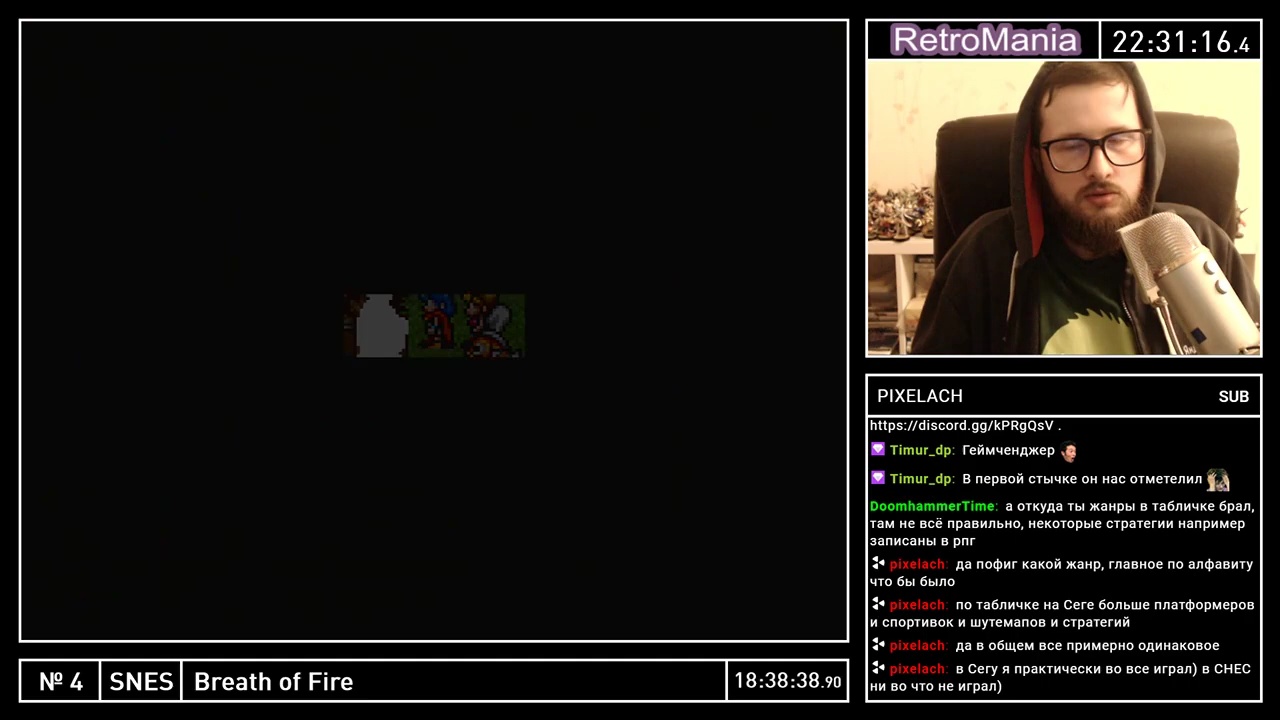 RetroMania
22:31:16.4
PIXELACH
SUB
https://discord.gg/kPRgQsV .
Timur_dp: Геймченджер
Timur_dp: В первой стычке он нас отметелил
DoomhammerTime: а откуда ты жанры в табличке брал,
там не всё правильно, некоторые стратегии например
записаны в рпг
pixelach: да пофиг какой жанр, главное по алфавиту
что бы было
pixelach: по табличке на Сеге больше платформеров
и спортивок и шутемапов и стратегий
pixelach: да в общем все примерно одинаковое
pixelach: в Сегу я практически во все играл) в СНЕС
ни во что не играл)
№ 4
SNES
Breath of Fire
18:38:38.90